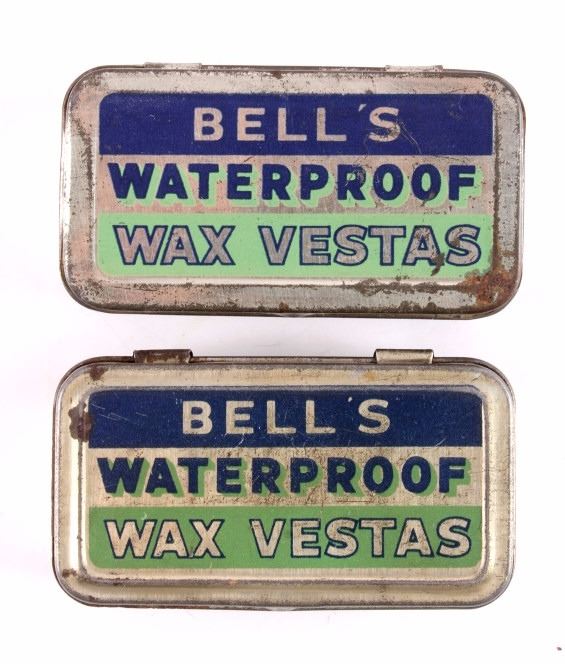 BELL'S
WATERPROOF
WAX VESTAS
BELL'S
WATERPROOF
WAX VESTAS